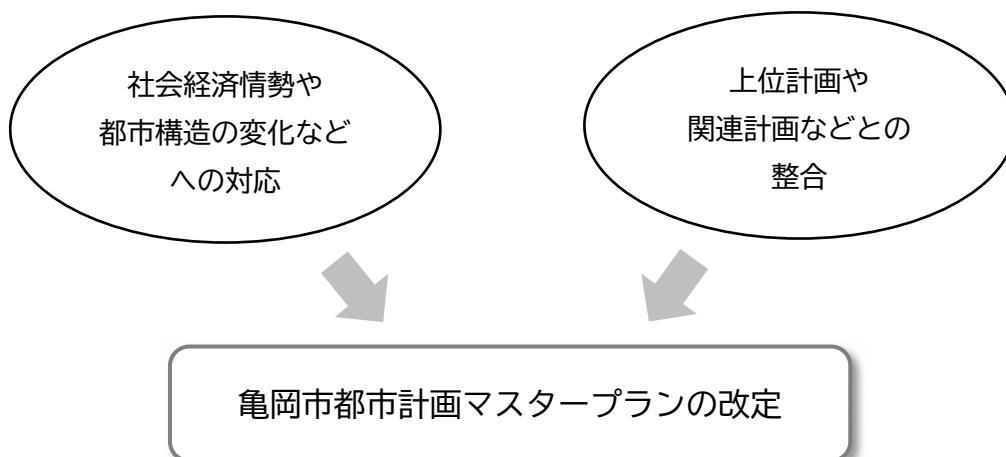 社会経済情勢や
都市構造の変化など
への対応
上位計画や
関連計画などとの
整合
亀岡市都市計画マスタープランの改定